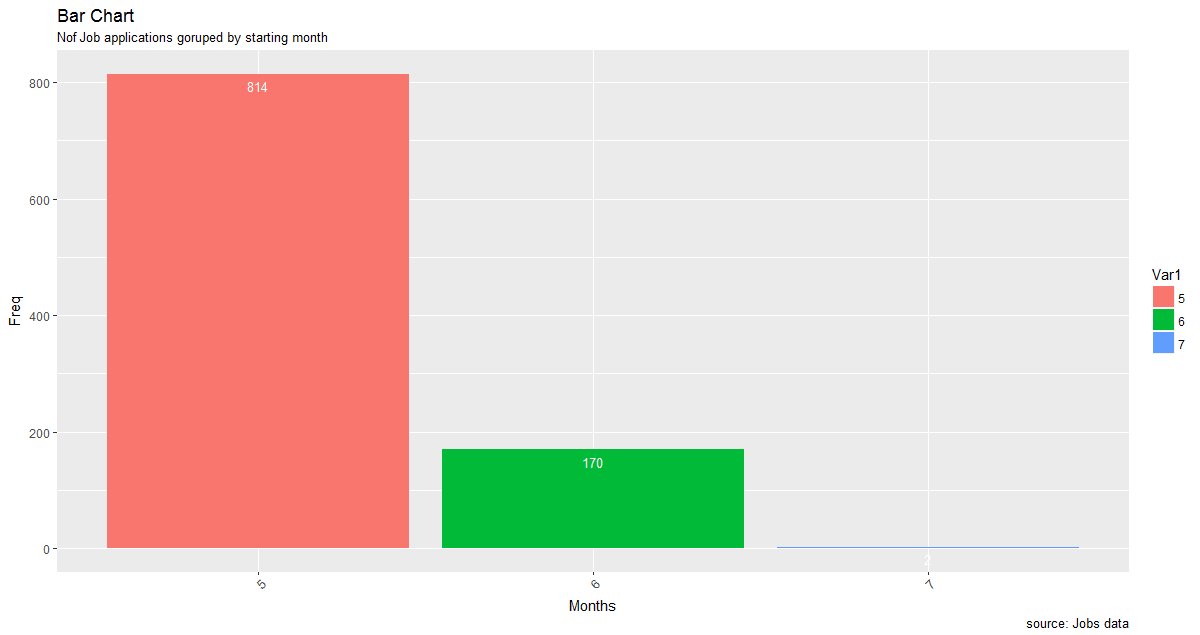 Bar Chart
Nof Job applications goruped by starting month
800
600
400
200
0
Freq
814
170
2
5
6
7
Months
Var1
5
6
7
source: Jobs data